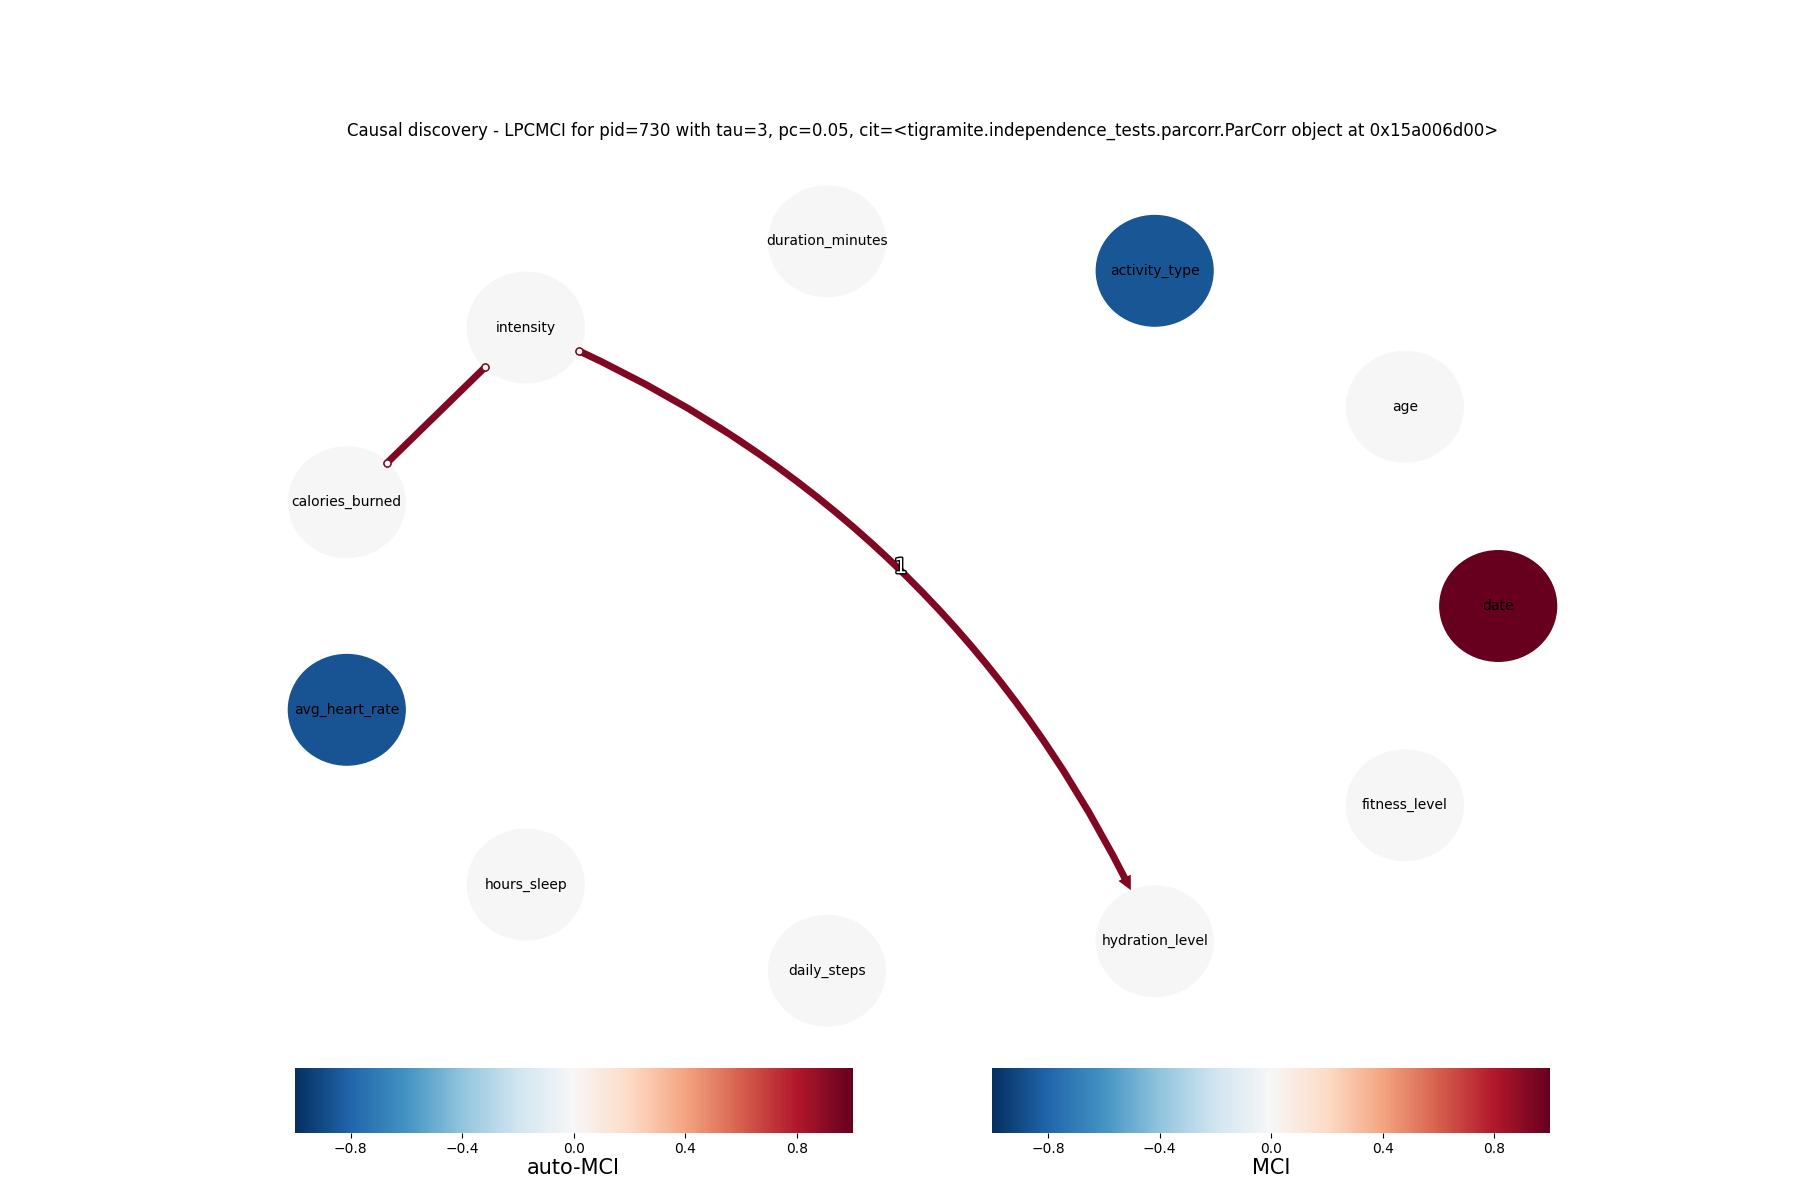 Causal discovery - LPCMCI for pid=730 with tau=3, pc=0.05, cit=<tigramite.independence_tests.parcorr.ParCorr object at 0x15a006d00>
duration_minutes
activity_type
intensity
age
calories_burned
1
date
avg_heart_rate
fitness_level
hours_sleep
hydration_level
daily_steps
−0.8 −0.4 0.0 0.4 0.8
auto-MCI
−0.8 −0.4 0.0 0.4 0.8
MCI